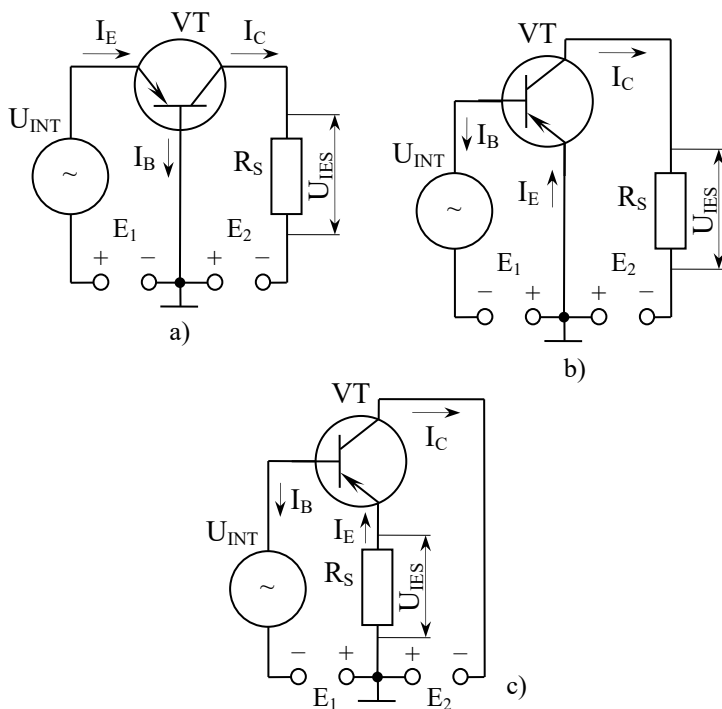 VT
I_E
I_C
U_INT
~
I_B
R_S
U_IES
E_1
E_2
+ − + −
a)
VT
I_C
I_B
U_INT
~
I_E
R_S
U_IES
E_1
E_2
− + + −
b)
VT
I_C
I_B
U_INT
~
I_E
R_S
U_IES
− + + −
E_1
E_2
c)